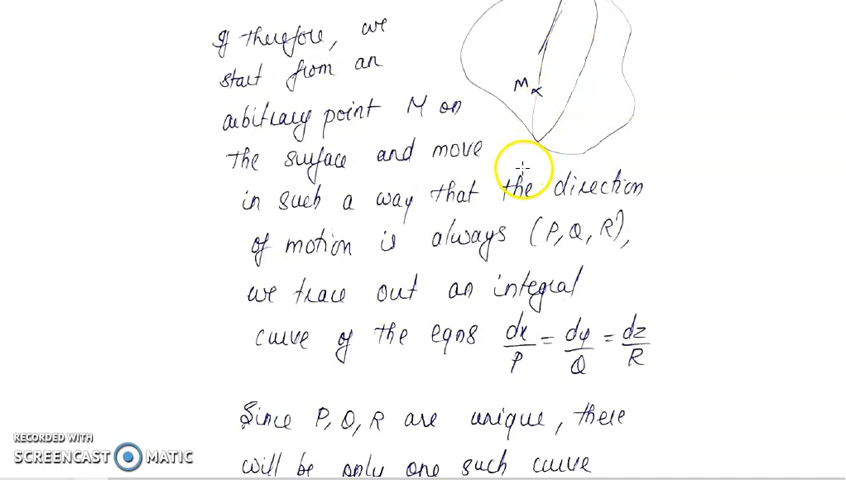 If therefore, we
start from an
arbitrary point M on
M
the surface and move
in such a way that the direction
of motion is always (P, Q, R),
we trace out an integral
curve of the eqns dx/P = dy/Q = dz/R
Since P, Q, R are unique, there
RECORDED WITH
SCREENCAST MATIC
will be only one such curve